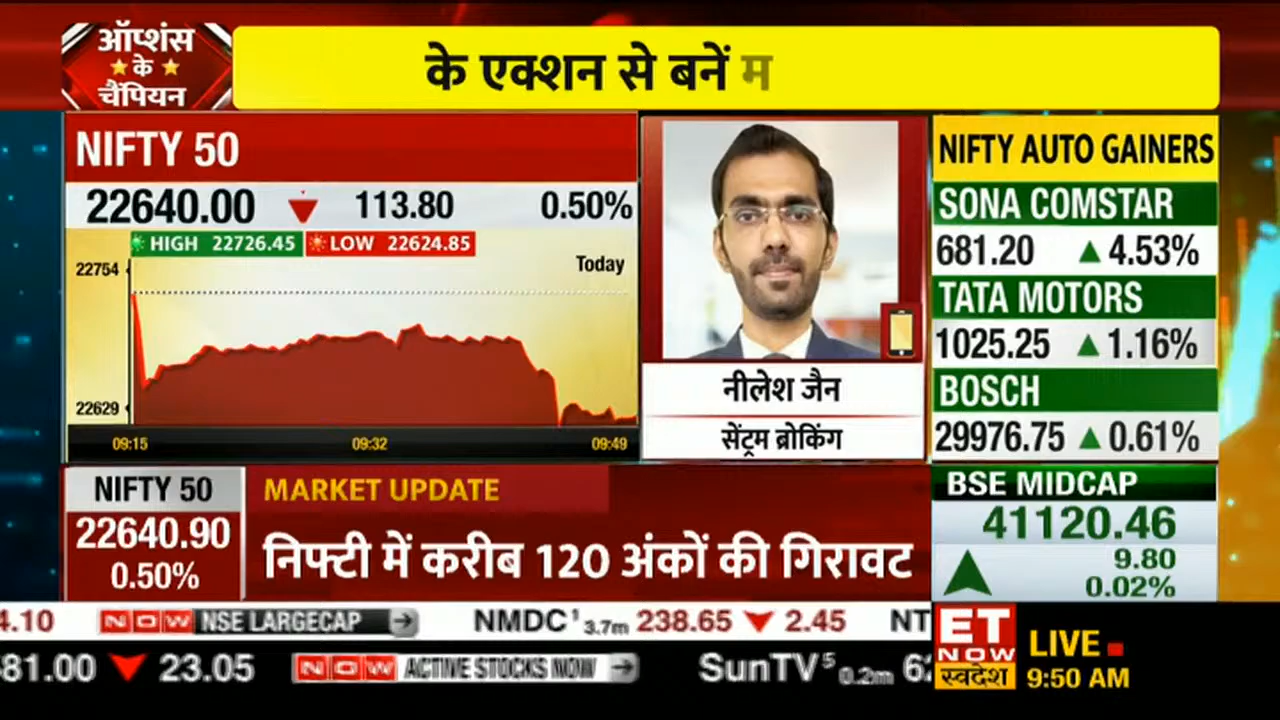 ऑप्शंस
के
चैंपियन
के एक्शन से बनें म
NIFTY 50
22640.00 113.80 0.50%
HIGH 22726.45 LOW 22624.85
22754
Today
22629
09:15 09:32 09:49
नीलेश जैन
सेंट्रम ब्रोकिंग
NIFTY AUTO GAINERS
SONA COMSTAR
681.20 4.53%
TATA MOTORS
1025.25 1.16%
BOSCH
29976.75 0.61%
BSE MIDCAP
41120.46
9.80
0.02%
NIFTY 50
22640.90
0.50%
MARKET UPDATE
निफ्टी में करीब 120 अंकों की गिरावट
4.10 NOW NSE LARGECAP NMDC 1 3.7m 238.65 2.45 NT
81.00 23.05 NOW ACTIVE STOCKS NOW SunTV 5 0.2m
ET
NOW
स्वदेश
LIVE
9:50 AM